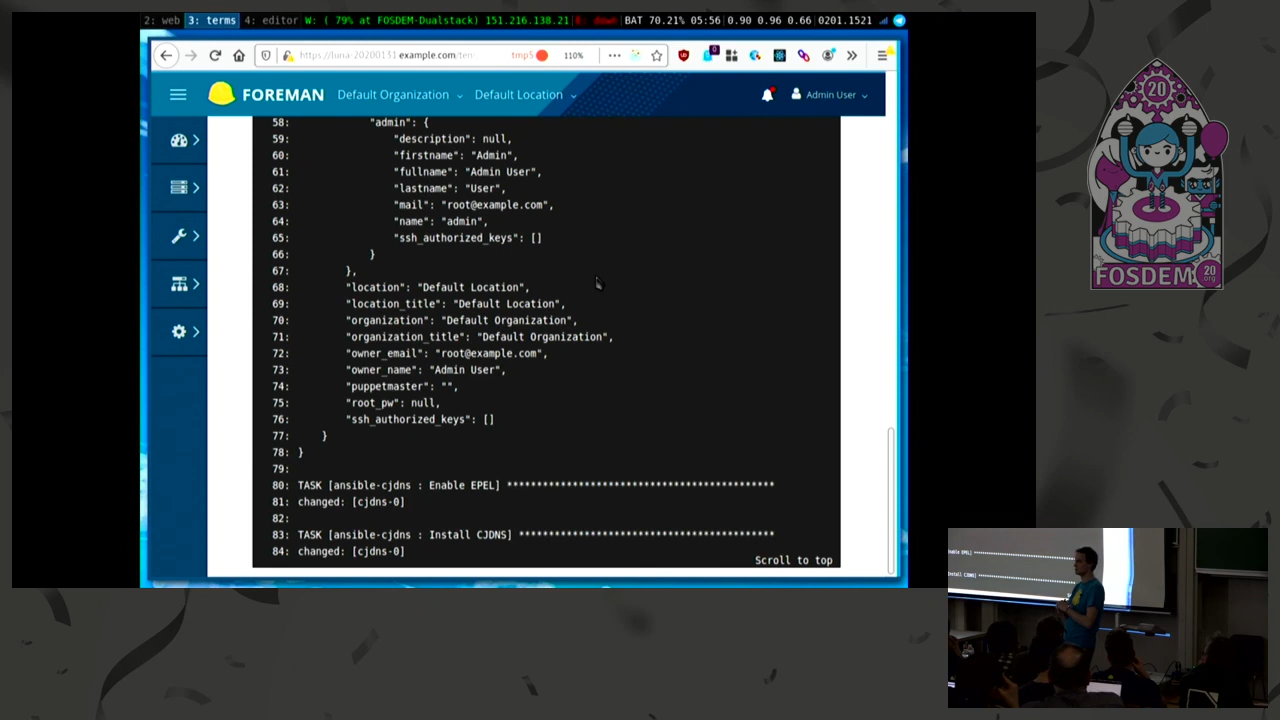 2: web 3: terms 4: editor W: ( 79% at FOSDEM-Dualstack) 151.216.138.21 E: down BAT 70.21% 05:56 0.90 0.96 0.66 0201.1521
https://luna-20200131.example.com/ten tmp5 110%
FOREMAN Default Organization Default Location Admin User
58: "admin": {
59: "description": null,
60: "firstname": "Admin",
61: "fullname": "Admin User",
62: "lastname": "User",
63: "mail": "root@example.com",
64: "name": "admin",
65: "ssh_authorized_keys": []
66: }
67: },
68: "location": "Default Location",
69: "location_title": "Default Location",
70: "organization": "Default Organization",
71: "organization_title": "Default Organization",
72: "owner_email": "root@example.com",
73: "owner_name": "Admin User",
74: "puppetmaster": "",
75: "root_pw": null,
76: "ssh_authorized_keys": []
77: }
78: }
79:
80: TASK [ansible-cjdns : Enable EPEL] *********************************************
81: changed: [cjdns-0]
82:
83: TASK [ansible-cjdns : Install CJDNS] *******************************************
84: changed: [cjdns-0]
Scroll to top
20
FOSDEM 20
.org